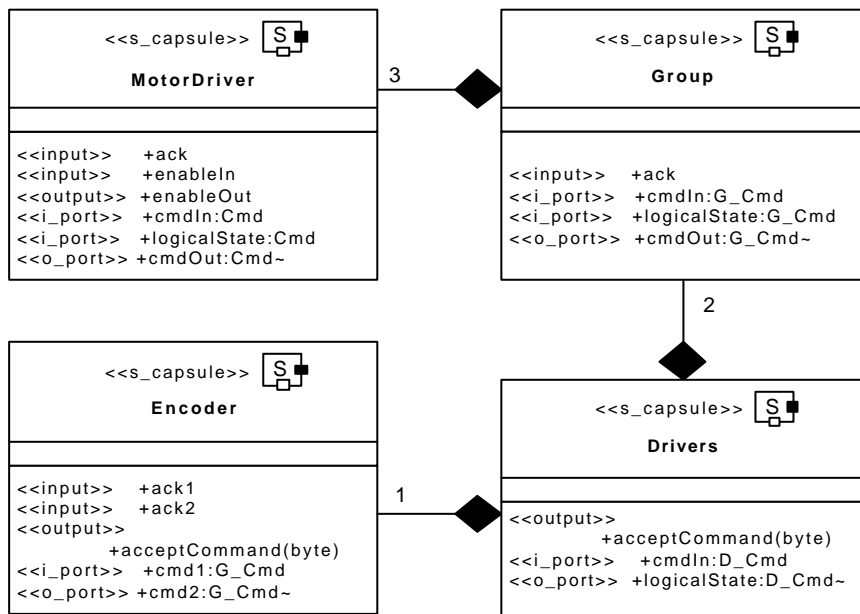 <<s_capsule>> S
MotorDriver
<<input>> +ack
<<input>> +enableIn
<<output>> +enableOut
<<i_port>> +cmdIn:Cmd
<<i_port>> +logicalState:Cmd
<<o_port>> +cmdOut:Cmd~
3
<<s_capsule>> S
Group
<<input>> +ack
<<i_port>> +cmdIn:G_Cmd
<<i_port>> +logicalState:G_Cmd
<<o_port>> +cmdOut:G_Cmd~
2
<<s_capsule>> S
Encoder
<<input>> +ack1
<<input>> +ack2
<<output>>
+acceptCommand(byte)
<<i_port>> +cmd1:G_Cmd
<<o_port>> +cmd2:G_Cmd~
1
<<s_capsule>> S
Drivers
<<output>>
+acceptCommand(byte)
<<i_port>> +cmdIn:D_Cmd
<<o_port>> +logicalState:D_Cmd~